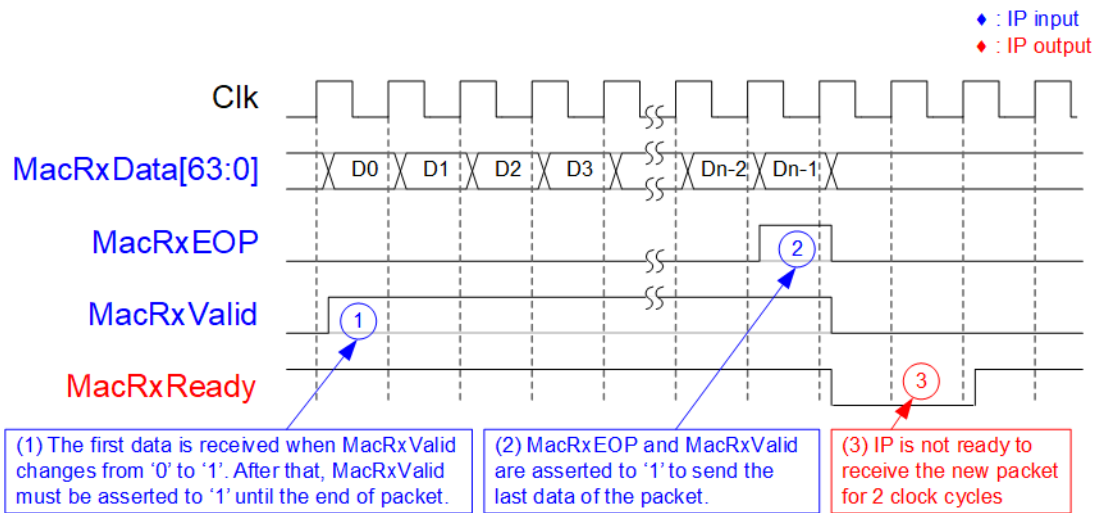 ♦ : IP input
♦ : IP output
Clk
MacRxData[63:0]
D0 D1 D2 D3 Dn-2 Dn-1
MacRxEOP
2
MacRxValid
1
MacRxReady
3
(1) The first data is received when MacRxValid
changes from ‘0’ to ‘1’. After that, MacRxValid
must be asserted to ‘1’ until the end of packet.
(2) MacRxEOP and MacRxValid
are asserted to ‘1’ to send the
last data of the packet.
(3) IP is not ready to
receive the new packet
for 2 clock cycles